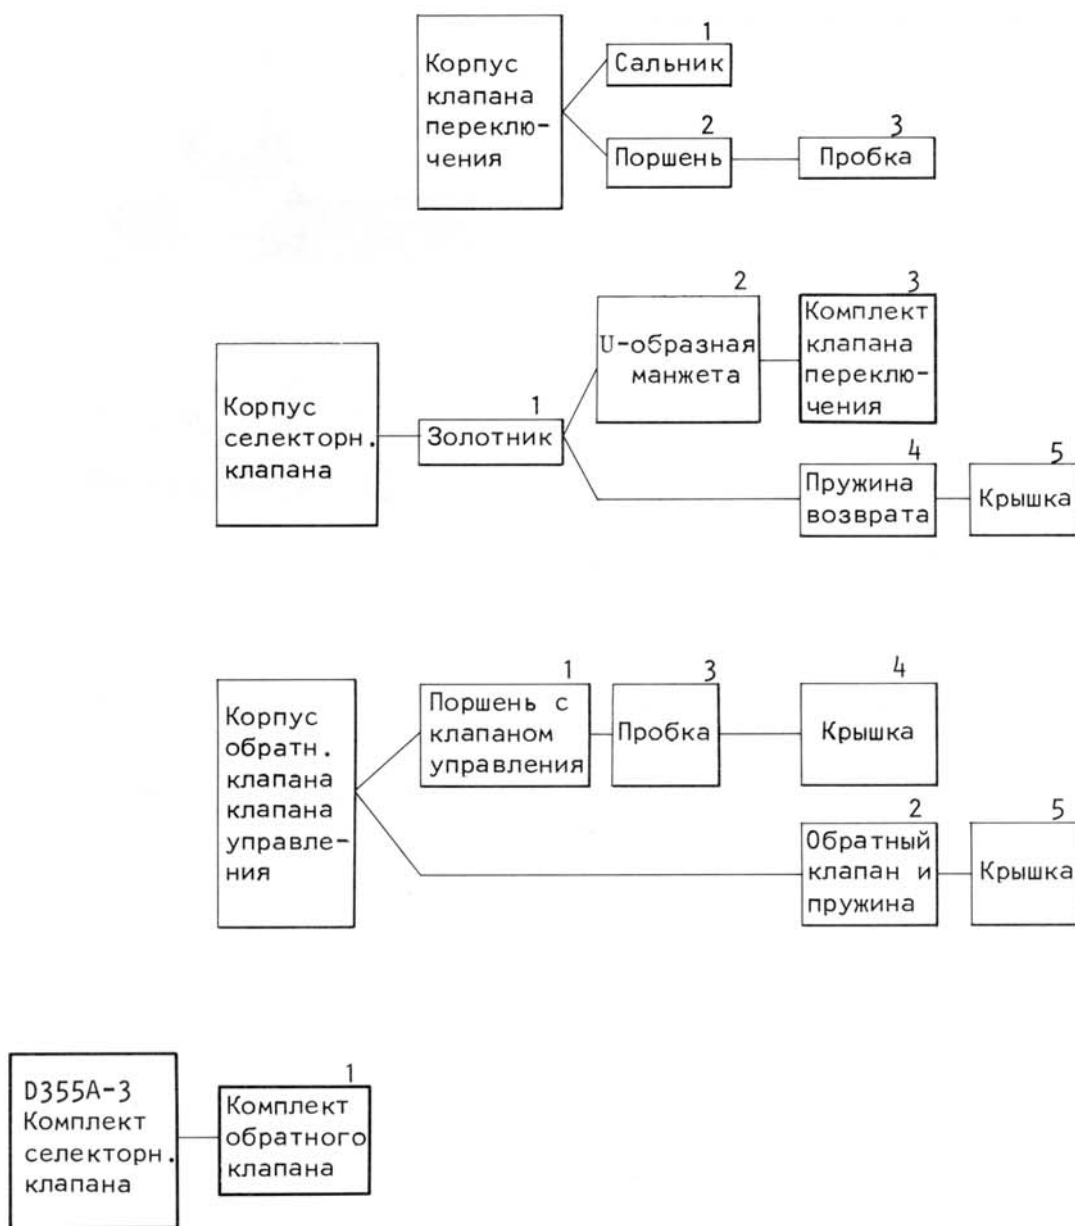 1
Корпус
клапана
переклю-
чения
Сальник
2
Поршень
3
Пробка
Корпус
селекторн.
клапана
1
Золотник
2
U-образная
манжета
3
Комплект
клапана
переклю-
чения
4
Пружина
возврата
5
Крышка
Корпус
обратн.
клапана
клапана
управле-
ния
1
Поршень с
клапаном
управления
3
Пробка
4
Крышка
2
Обратный
клапан и
пружина
5
Крышка
D355A-3
Комплект
селекторн.
клапана
1
Комплект
обратного
клапана